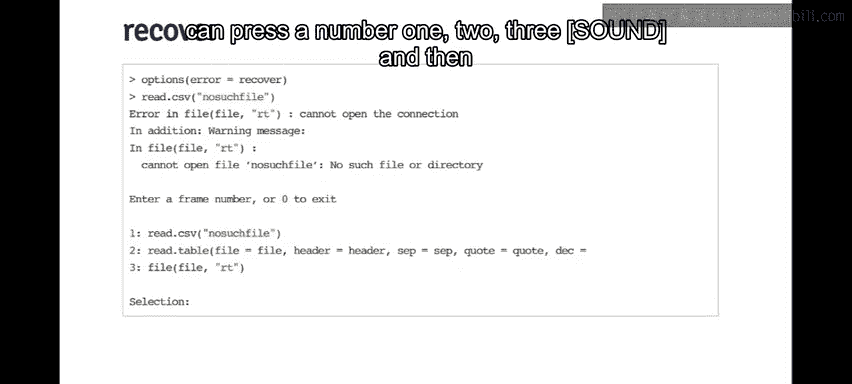 recover
can press a number one, two, three [SOUND]
and then
> options(error = recover)
> read.csv("nosuchfile")
Error in file(file, "rt") : cannot open the connection
In addition: Warning message:
In file(file, "rt") :
  cannot open file 'nosuchfile': No such file or directory
Enter a frame number, or 0 to exit
1: read.csv("nosuchfile")
2: read.table(file = file, header = header, sep = sep, quote = quote, dec =
3: file(file, "rt")
Selection: